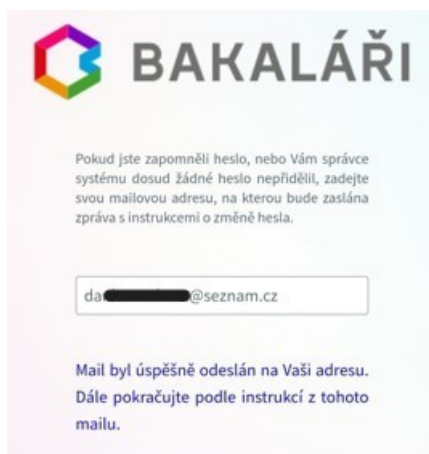 BAKALÁŘI
Pokud jste zapomněli heslo, nebo Vám správce
systému dosud žádné heslo nepřidělil, zadejte
svou mailovou adresu, na kterou bude zaslána
zpráva s instrukcemi o změně hesla.
da @seznam.cz
Mail byl úspěšně odeslán na Vaši adresu.
Dále pokračujte podle instrukcí z tohoto
mailu.